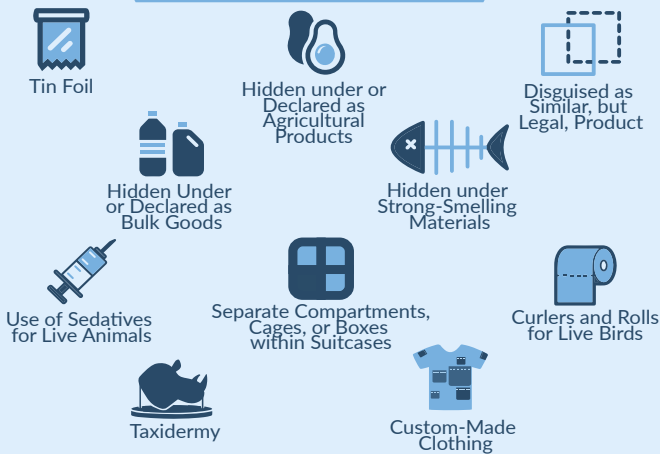 Tin Foil
Hidden under or
Declared as
Agricultural
Products
Disguised as
Similar, but
Legal, Product
Hidden Under
or Declared as
Bulk Goods
Hidden under
Strong-Smelling
Materials
Use of Sedatives
for Live Animals
Separate Compartments,
Cages, or Boxes
within Suitcases
Curlers and Rolls
for Live Birds
Taxidermy
Custom-Made
Clothing